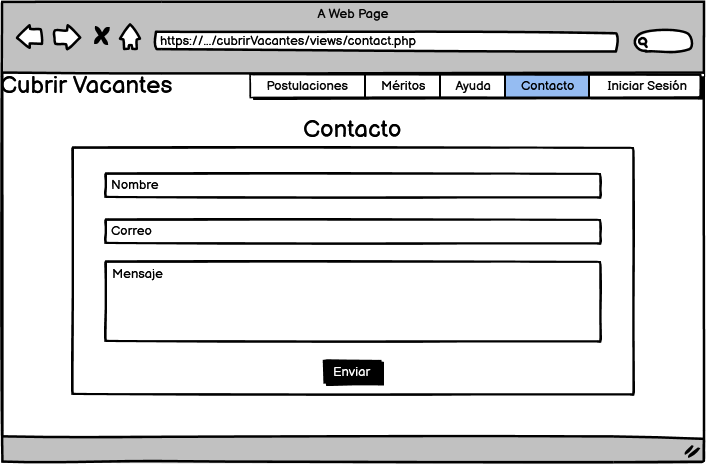 A Web Page
https://.../cubrirVacantes/views/contact.php
Cubrir Vacantes
Postulaciones Méritos Ayuda Contacto Iniciar Sesión
Contacto
Nombre
Correo
Mensaje
Enviar